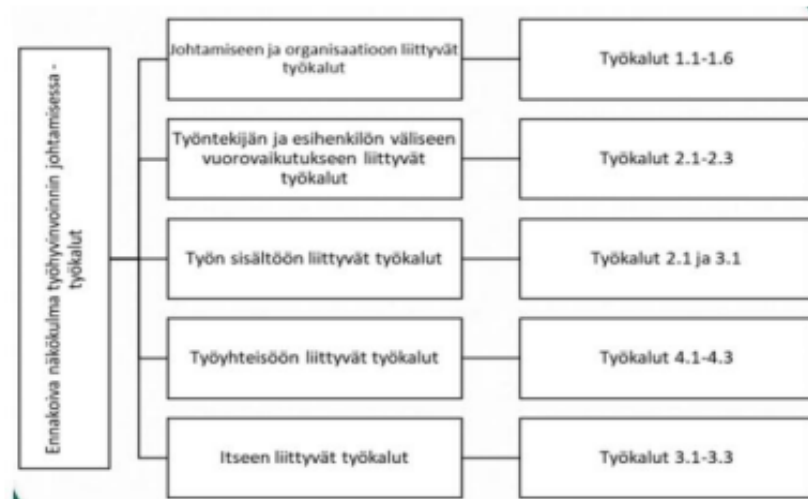 Ennakoiva näkökulma työhyvinvoinnin johtamisessa -
työkalut
Johtamiseen ja organisaatioon liittyvät
työkalut
Työkalut 1.1-1.6
Työntekijän ja esihenkilön väliseen
vuorovaikutukseen liittyvät
työkalut
Työkalut 2.1-2.3
Työn sisältöön liittyvät työkalut
Työkalut 2.1 ja 3.1
Työyhteisöön liittyvät työkalut
Työkalut 4.1-4.3
Itseen liittyvät työkalut
Työkalut 3.1-3.3